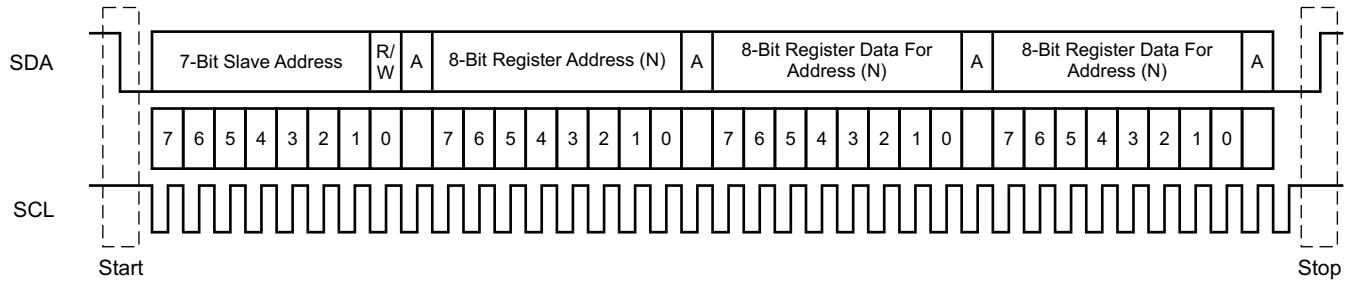 SDA
7-Bit Slave Address
R/
W
A
8-Bit Register Address (N)
A
8-Bit Register Data For
Address (N)
A
8-Bit Register Data For
Address (N)
A
7 6 5 4 3 2 1 0 7 6 5 4 3 2 1 0 7 6 5 4 3 2 1 0 7 6 5 4 3 2 1 0
SCL
Start
Stop